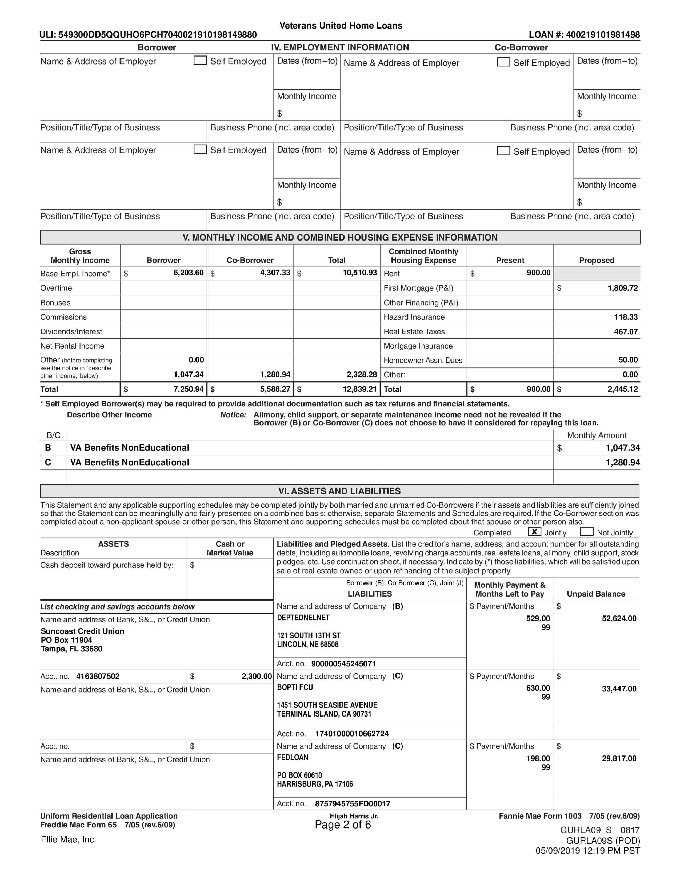 Veterans United Home Loans
ULI: 549300DD5QQUHO6PCH7040021910198149880 LOAN #: 400219101981498
Borrower IV. EMPLOYMENT INFORMATION Co-Borrower
Name & Address of Employer Self Employed Dates (from–to) Name & Address of Employer Self Employed Dates (from–to)
Monthly Income Monthly Income
$ $
Position/Title/Type of Business Business Phone (incl. area code) Position/Title/Type of Business Business Phone (incl. area code)
Name & Address of Employer Self Employed Dates (from–to) Name & Address of Employer Self Employed Dates (from–to)
Monthly Income Monthly Income
$ $
Position/Title/Type of Business Business Phone (incl. area code) Position/Title/Type of Business Business Phone (incl. area code)
V. MONTHLY INCOME AND COMBINED HOUSING EXPENSE INFORMATION
Gross Monthly Income Borrower Co-Borrower Total Combined Monthly Housing Expense Present Proposed
Base Empl. Income* $ 6,203.60 $ 4,307.33 $ 10,510.93 Rent $ 900.00
Overtime First Mortgage (P&I) $ 1,809.72
Bonuses Other Financing (P&I)
Commissions Hazard Insurance 118.33
Dividends/Interest Real Estate Taxes 467.07
Net Rental Income Mortgage Insurance
Other (before completing, 0.00 Homeowner Assn. Dues 50.00
see the notice in "describe
other income," below) 1,047.34 1,280.94 2,328.28 Other: 0.00
Total $ 7,250.94 $ 5,588.27 $ 12,839.21 Total $ 900.00 $ 2,445.12
* Self Employed Borrower(s) may be required to provide additional documentation such as tax returns and financial statements.
Describe Other Income Notice: Alimony, child support, or separate maintenance income need not be revealed if the
Borrower (B) or Co-Borrower (C) does not choose to have it considered for repaying this loan.
B/C Monthly Amount
B VA Benefits NonEducational $ 1,047.34
C VA Benefits NonEducational 1,280.94
VI. ASSETS AND LIABILITIES
This Statement and any applicable supporting schedules may be completed jointly by both married and unmarried Co-Borrowers if their assets and liabilities are sufficiently joined
so that the Statement can be meaningfully and fairly presented on a combined basis; otherwise, separate Statements and Schedules are required. If the Co-Borrower section was
completed about a non-applicant spouse or other person, this Statement and supporting schedules must be completed about that spouse or other person also.
Completed X Jointly Not Jointly
ASSETS Cash or Market Value Liabilities and Pledged Assets. List the creditor's name, address, and account number for all outstanding
Description debts, including automobile loans, revolving charge accounts, real estate loans, alimony, child support, stock
Cash deposit toward purchase held by: $ pledges, etc. Use continuation sheet, if necessary. Indicate by (*) those liabilities, which will be satisfied upon
sale of real estate owned or upon refinancing of the subject property.
Borrower (B), Co-Borrower (C), Joint (J)
LIABILITIES Monthly Payment & Months Left to Pay Unpaid Balance
List checking and savings accounts below Name and address of Company (B) $ Payment/Months $
Name and address of Bank, S&L, or Credit Union DEPTEDNELNET 529.00 52,624.00
Suncoast Credit Union 99
PO Box 11904 121 SOUTH 13TH ST
Tampa, FL 33680 LINCOLN, NE 68508
Acct. no. 900000545245071
Acct. no. 4163807502 $ 2,300.00 Name and address of Company (C) $ Payment/Months $
Name and address of Bank, S&L, or Credit Union BOPTI FCU 630.00 33,447.00
99
1451 SOUTH SEASIDE AVENUE
TERMINAL ISLAND, CA 90731
Acct. no. 17401000010662724
Acct. no. $ Name and address of Company (C) $ Payment/Months $
Name and address of Bank, S&L, or Credit Union FEDLOAN 198.00 29,817.00
99
PO BOX 60610
HARRISBURG, PA 17106
Acct. no. 8757945755FD00017
Uniform Residential Loan Application Elijah Harris Jr. Fannie Mae Form 1003 7/05 (rev.6/09)
Freddie Mac Form 65 7/05 (rev.6/09) Page 2 of 6
GURLA09_S 0817
Ellie Mae, Inc. GURLA09S (POD)
05/09/2019 12:19 PM PST